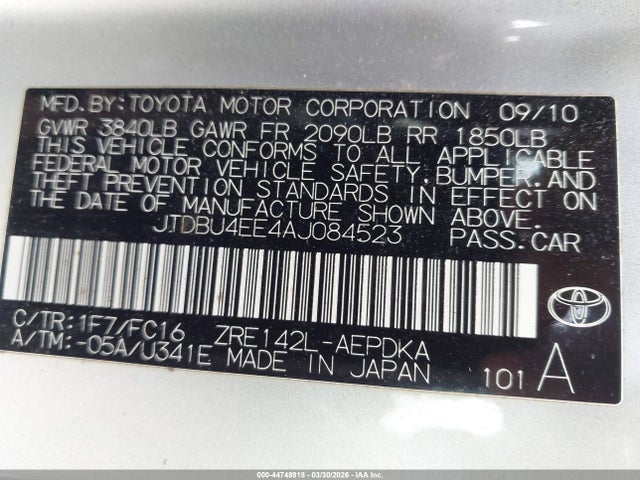 MFD.BY:TOYOTA MOTOR CORPORATION 09/10
GVWR 3840LB GAWR FR 2090LB RR 1850LB
THIS VEHICLE CONFORMS TO ALL APPLICABLE
FEDERAL MOTOR VEHICLE SAFETY,BUMPER,AND
THEFT PREVENTION STANDARDS IN EFFECT ON
THE DATE OF MANUFACTURE SHOWN ABOVE.
JTDBU4EE4AJ084523 PASS.CAR
C/TR:1F7/FC16 ZRE142L-AEPDKA
A/TM:-05A/U341E MADE IN JAPAN
101 A
000-44748918 - 03/30/2026 - IAA Inc.